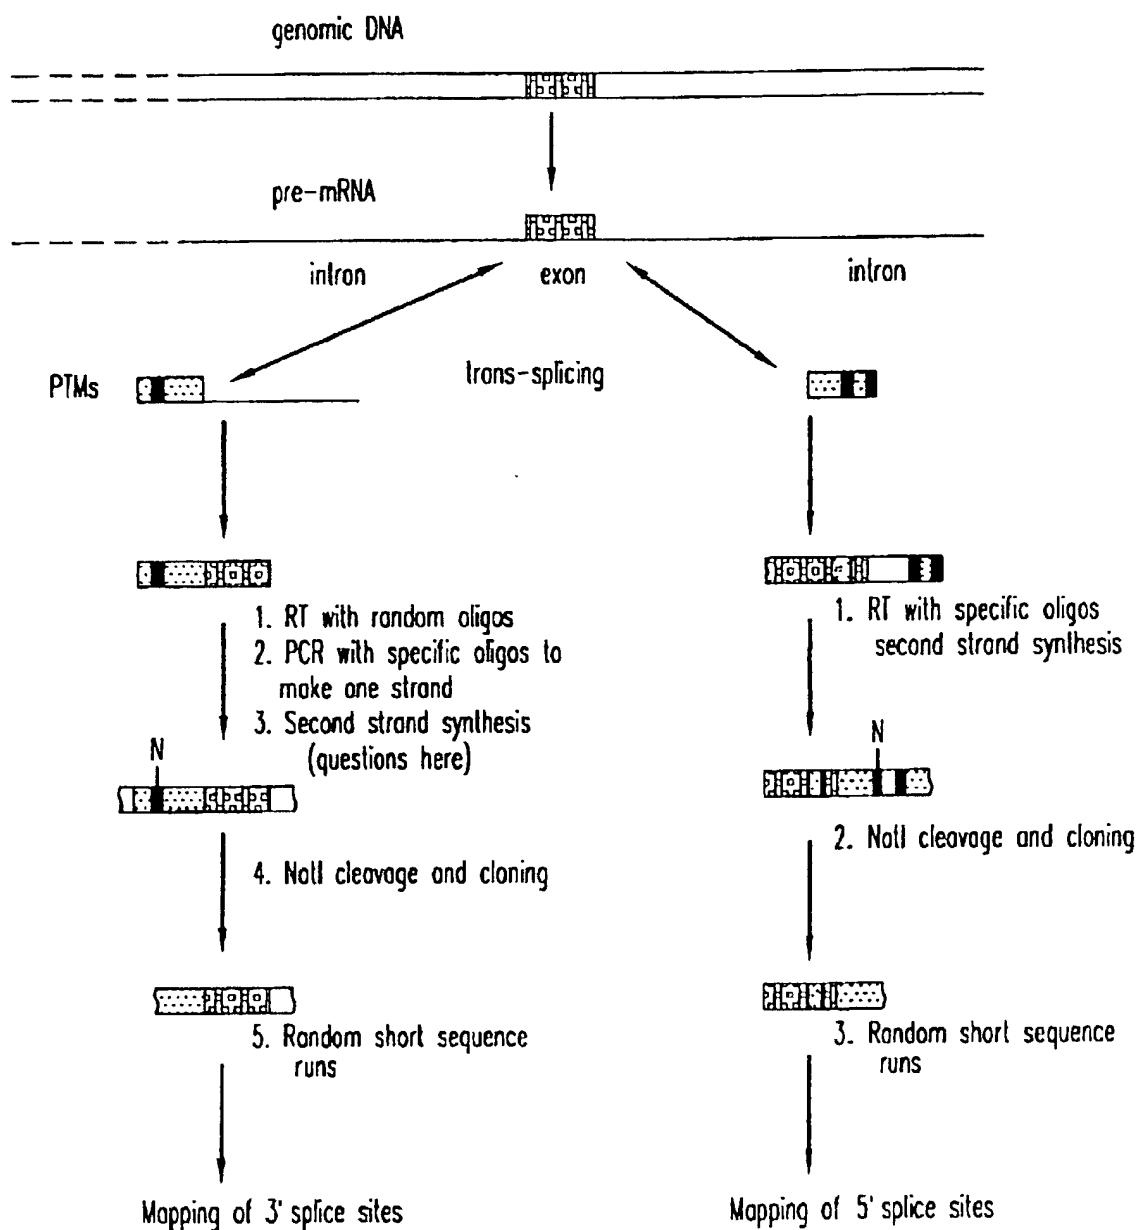 genomic DNA
pre-mRNA
intron
exon
intron
PTMs
trans-splicing
1. RT with random oligos
2. PCR with specific oligos to
make one strand
3. Second strand synthesis
(questions here)
N
4. NotI cleavage and cloning
5. Random short sequence
runs
Mapping of 3' splice sites
1. RT with specific oligos
second strand synthesis
N
2. NotI cleavage and cloning
3. Random short sequence
runs
Mapping of 5' splice sites